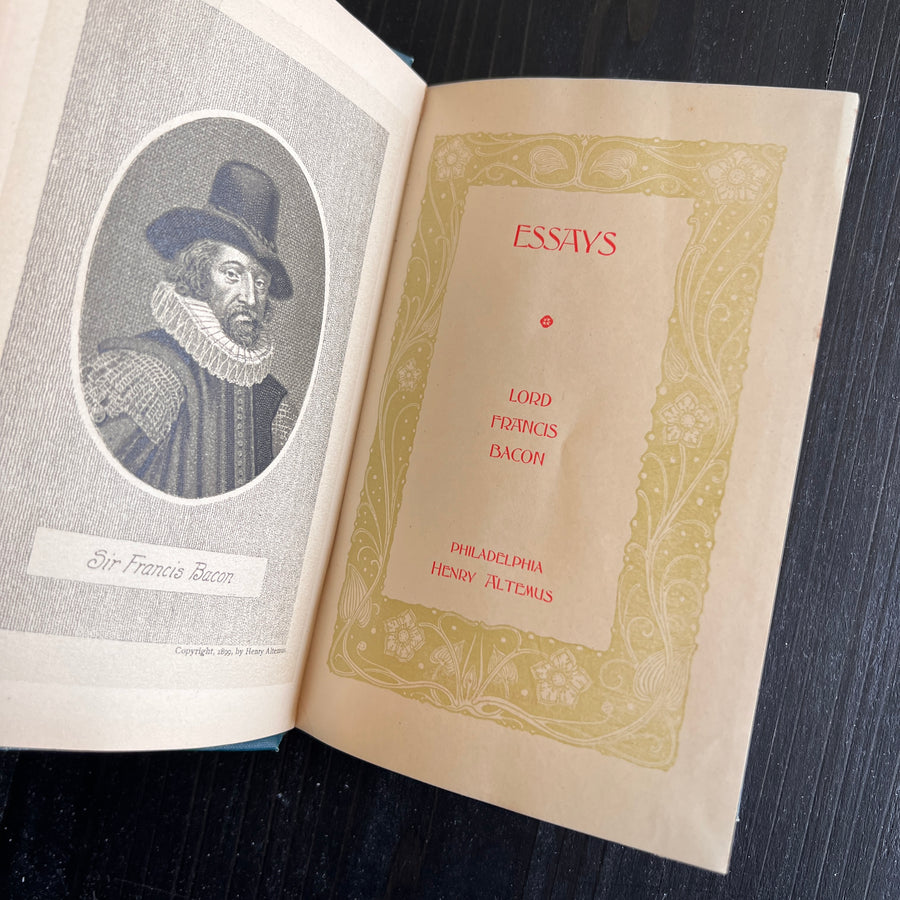 Sir Francis Bacon
Copyright, 1899, by Henry Altemus
ESSAYS
LORD
FRANCIS
BACON
PHILADELPHIA
HENRY ALTEMUS